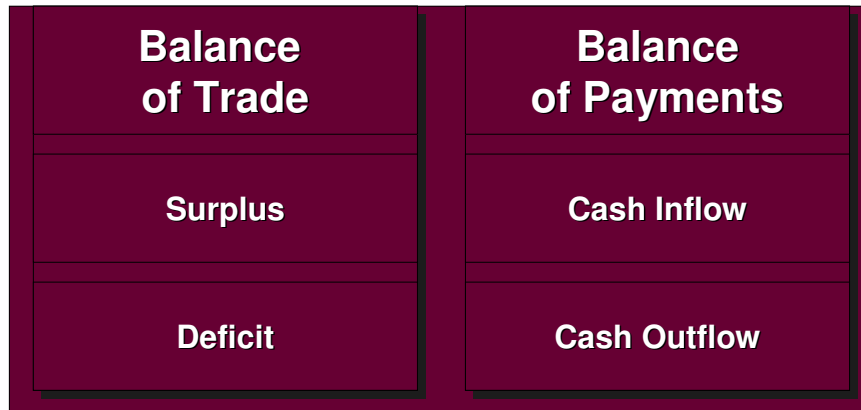 Balance
of Trade
Surplus
Deficit
Balance
of Payments
Cash Inflow
Cash Outflow